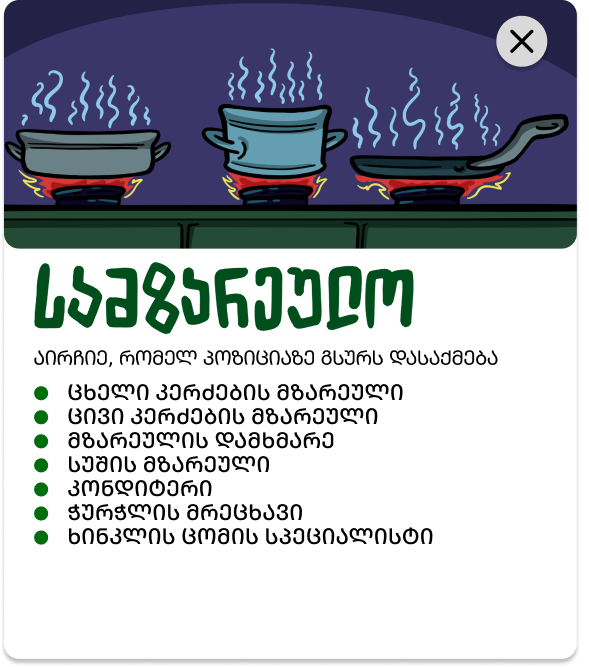 სამზარეულო
აირჩიე, რომელ პოზიციაზე გსურს დასაქმება
ცხელი კერძების მზარეული
ცივი კერძების მზარეული
მზარეულის დამხმარე
სუშის მზარეული
კონდიტერი
ჭურჭლის მრეცხავი
ხინკლის ცომის სპეციალისტი